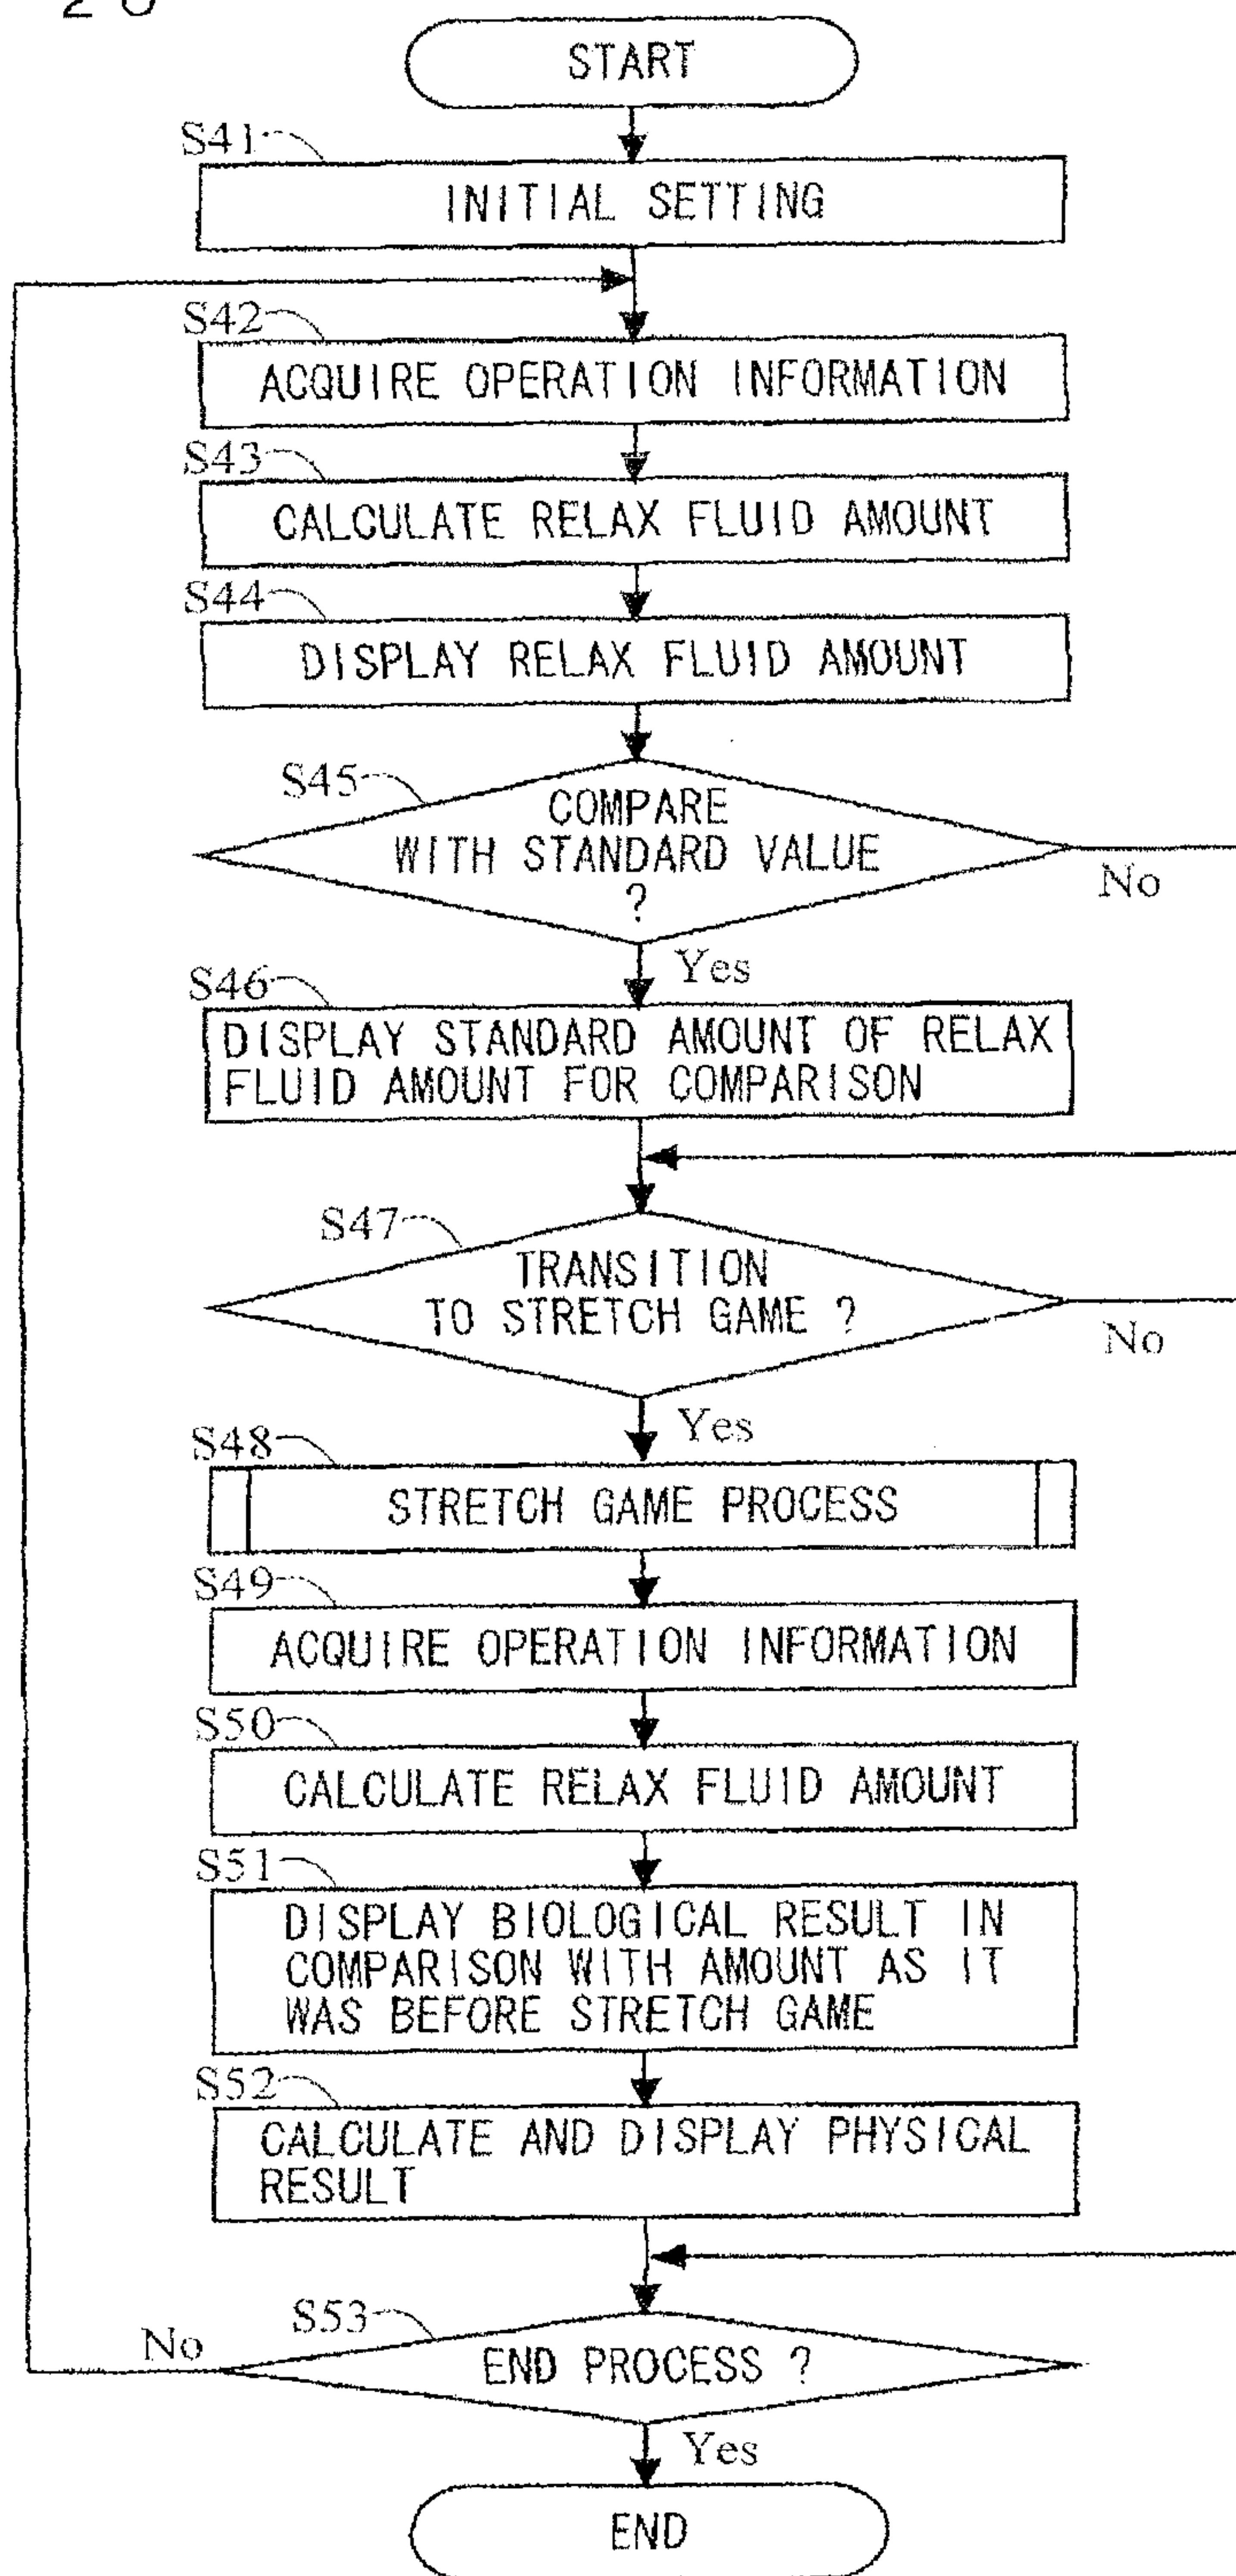 START
S41
INITIAL SETTING
S42
ACQUIRE OPERATION INFORMATION
S43
CALCULATE RELAX FLUID AMOUNT
S44
DISPLAY RELAX FLUID AMOUNT
S45
COMPARE
WITH STANDARD VALUE
?
No
Yes
S46
DISPLAY STANDARD AMOUNT OF RELAX
FLUID AMOUNT FOR COMPARISON
S47
TRANSITION
TO STRETCH GAME ?
No
Yes
S48
STRETCH GAME PROCESS
S49
ACQUIRE OPERATION INFORMATION
S50
CALCULATE RELAX FLUID AMOUNT
S51
DISPLAY BIOLOGICAL RESULT IN
COMPARISON WITH AMOUNT AS IT
WAS BEFORE STRETCH GAME
S52
CALCULATE AND DISPLAY PHYSICAL
RESULT
S53
No
END PROCESS ?
Yes
END